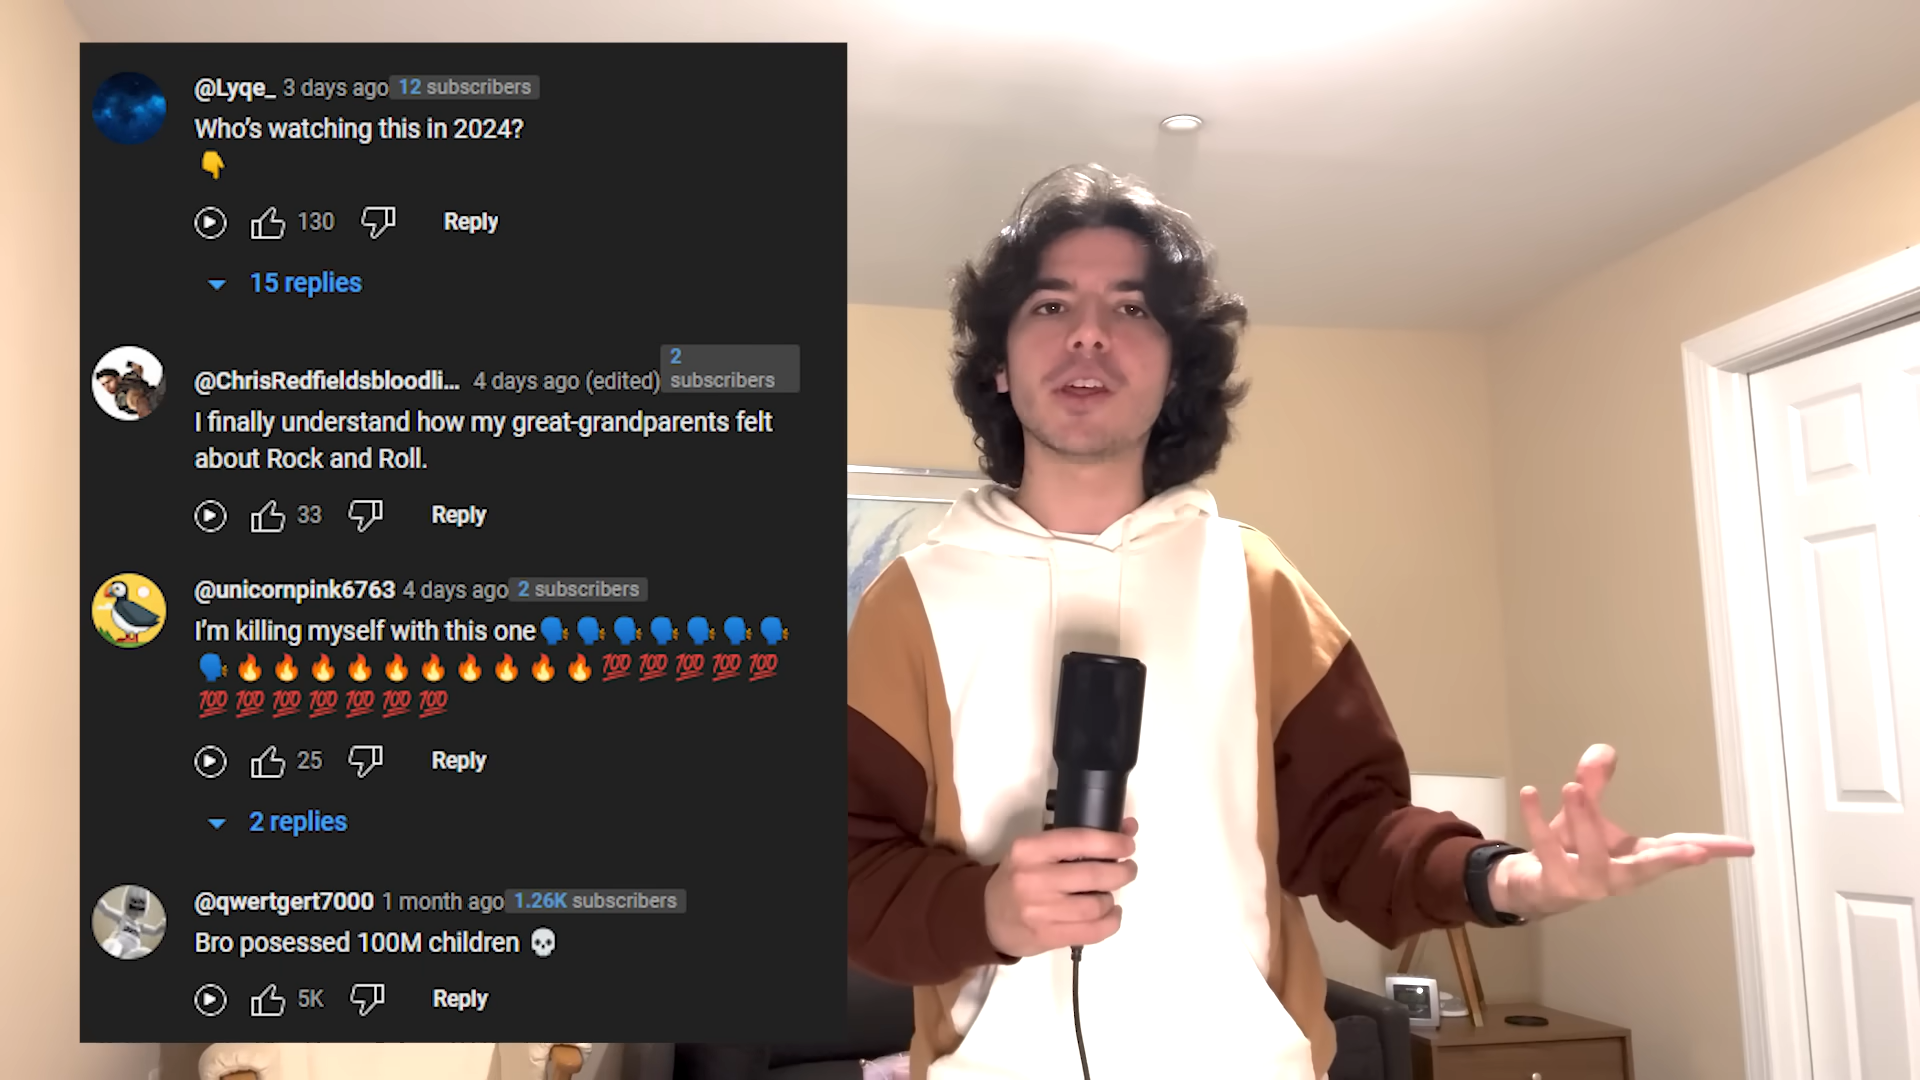 @Lyqe_ 3 days ago 12 subscribers
Who's watching this in 2024?
👇
130 Reply
15 replies
@ChrisRedfieldsbloodli... 4 days ago (edited) 2 subscribers
I finally understand how my great-grandparents felt
about Rock and Roll.
33 Reply
@unicornpink6763 4 days ago 2 subscribers
I'm killing myself with this one🗣️🗣️🗣️🗣️🗣️🗣️🗣️
🗣️🔥🔥🔥🔥🔥🔥🔥🔥🔥🔥💯💯💯💯💯
💯💯💯💯💯💯💯
25 Reply
2 replies
@qwertgert7000 1 month ago 1.26K subscribers
Bro posessed 100M children 💀
5K Reply